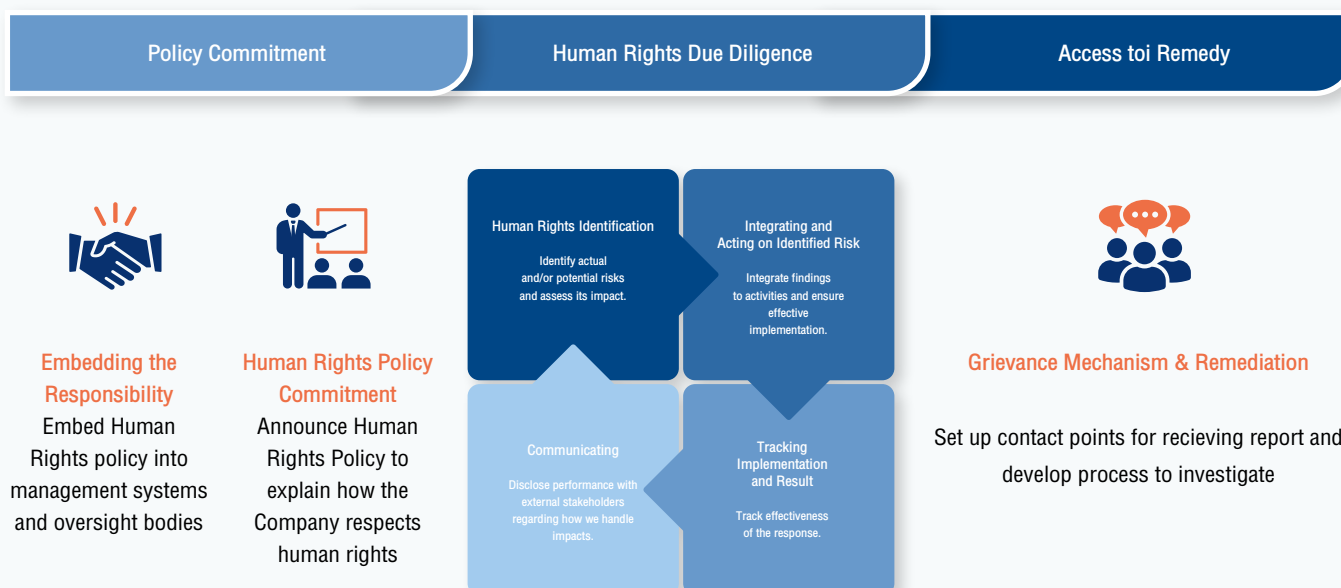 Policy Commitment
Human Rights Due Diligence
Access toi Remedy
Embedding the
Responsibility
Embed Human
Rights policy into
management systems
and oversight bodies
Human Rights Policy
Commitment
Announce Human
Rights Policy to
explain how the
Company respects
human rights
Human Rights Identification
Identify actual
and/or potential risks
and assess its impact.
Integrating and
Acting on Identified Risk
Integrate findings
to activities and ensure
effective
implementation.
Tracking
Implementation
and Result
Track effectiveness
of the response.
Communicating
Disclose performance with
external stakeholders
regarding how we handle
impacts.
Grievance Mechanism & Remediation
Set up contact points for recieving report and
develop process to investigate